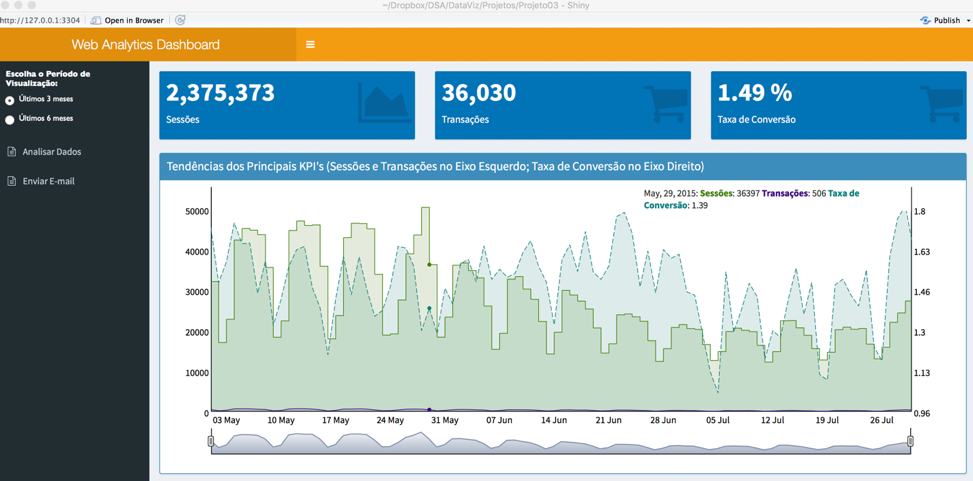 ~/Dropbox/DSA/DataViz/Projetos/Projeto03 - Shiny
http://127.0.0.1:3304 Open in Browser Publish
Web Analytics Dashboard
Escolha o Período de
Visualização:
Últimos 3 meses
Últimos 6 meses
Analisar Dados
Enviar E-mail
2,375,373
Sessões
36,030
Transações
1.49 %
Taxa de Conversão
Tendências dos Principais KPI's (Sessões e Transações no Eixo Esquerdo; Taxa de Conversão no Eixo Direito)
May, 29, 2015: Sessões: 36397 Transações: 506 Taxa de
Conversão: 1.39
50000
40000
30000
20000
10000
0
1.8
1.63
1.46
1.3
1.13
0.96
03 May 10 May 17 May 24 May 31 May 07 Jun 14 Jun 21 Jun 28 Jun 05 Jul 12 Jul 19 Jul 26 Jul